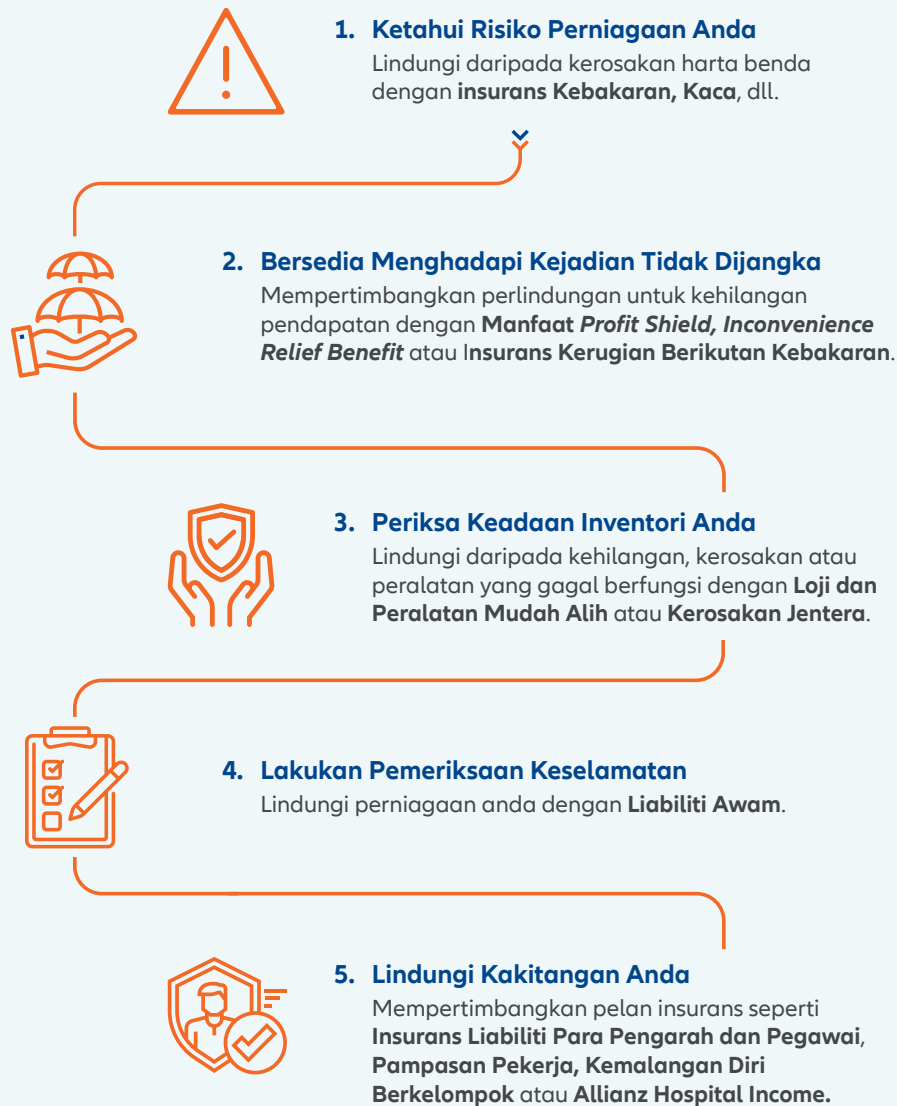 1. Ketahui Risiko Perniagaan Anda
Lindungi daripada kerosakan harta benda
dengan insurans Kebakaran, Kaca, dll.
2. Bersedia Menghadapi Kejadian Tidak Dijangka
Mempertimbangkan perlindungan untuk kehilangan
pendapatan dengan Manfaat Profit Shield, Inconvenience
Relief Benefit atau Insurans Kerugian Berikutan Kebakaran.
3. Periksa Keadaan Inventori Anda
Lindungi daripada kehilangan, kerosakan atau
peralatan yang gagal berfungsi dengan Loji dan
Peralatan Mudah Alih atau Kerosakan Jentera.
4. Lakukan Pemeriksaan Keselamatan
Lindungi perniagaan anda dengan Liabiliti Awam.
5. Lindungi Kakitangan Anda
Mempertimbangkan pelan insurans seperti
Insurans Liabiliti Para Pengarah dan Pegawai,
Pampasan Pekerja, Kemalangan Diri
Berkelompok atau Allianz Hospital Income.